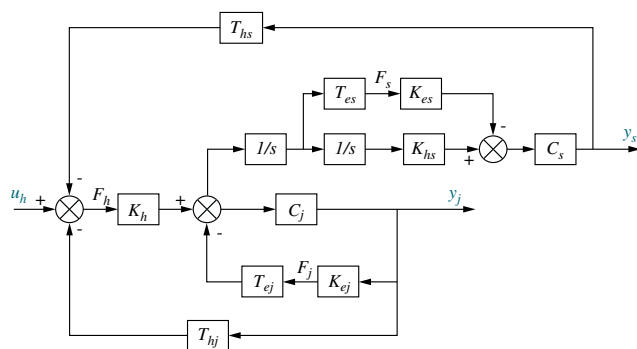 T_hs
F_s
T_es K_es
- y_s
1/s 1/s K_hs + C_s
-
u_h + F_h K_h + C_j y_j
- -
T_ej F_j K_ej
T_hj